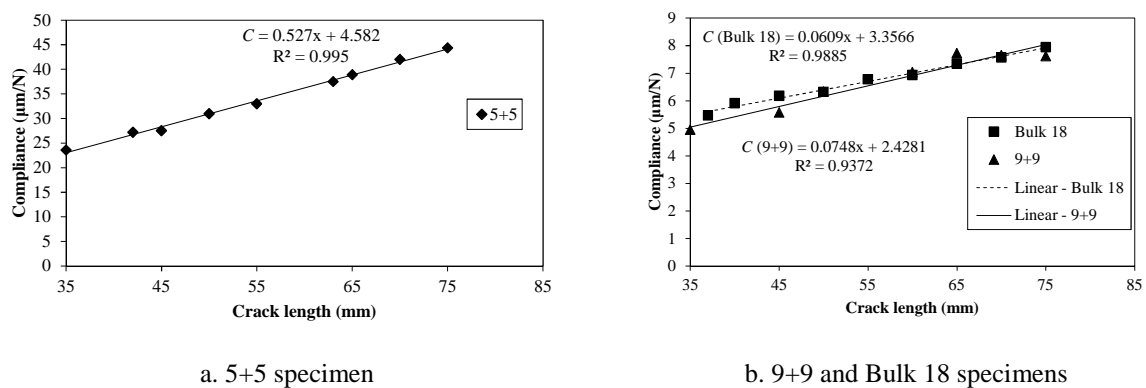 50
45
40
35
30
25
20
15
10
5
0
Compliance (µm/N)
C = 0.527x + 4.582
R² = 0.995
5+5
35 45 55 65 75 85
Crack length (mm)
a. 5+5 specimen
9
8
7
6
5
4
3
2
1
0
Compliance (µm/N)
C (Bulk 18) = 0.0609x + 3.3566
R² = 0.9885
C (9+9) = 0.0748x + 2.4281
R² = 0.9372
Bulk 18
9+9
Linear - Bulk 18
Linear - 9+9
35 45 55 65 75 85
Crack length (mm)
b. 9+9 and Bulk 18 specimens